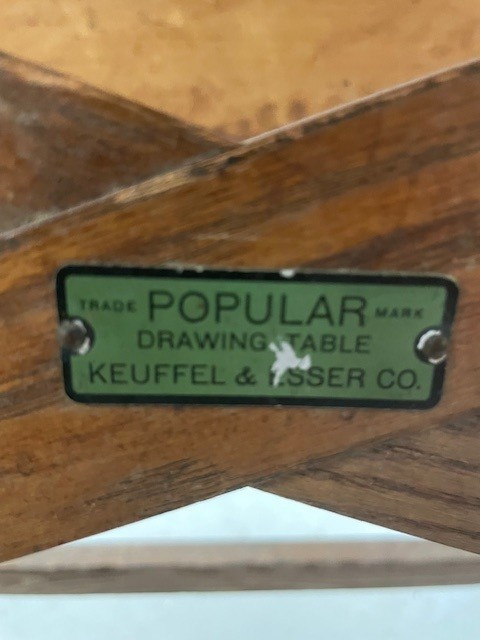 TRADE POPULAR MARK
DRAWING TABLE
KEUFFEL & ESSER CO.